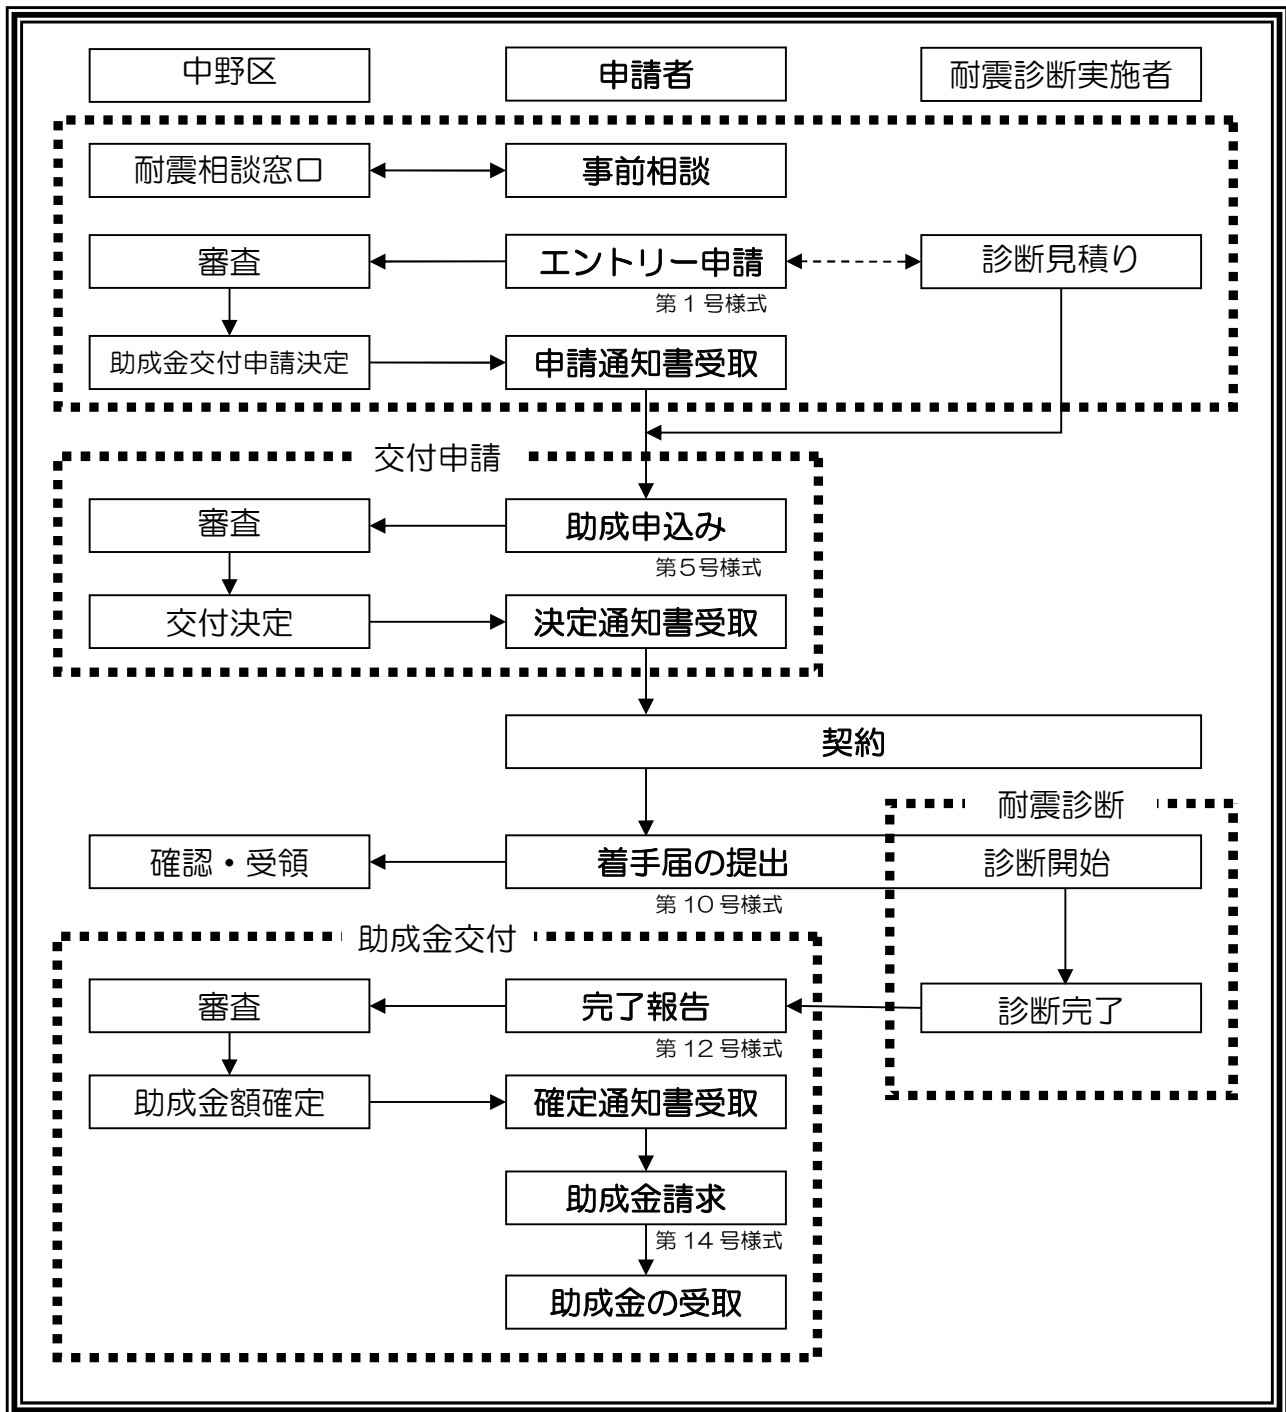 中野区
申請者
耐震診断実施者
耐震相談窓口
事前相談
審査
エントリー申請
診断見積り
第1号様式
助成金交付申請決定
申請通知書受取
交付申請
審査
助成申込み
第5号様式
交付決定
決定通知書受取
契約
耐震診断
確認・受領
着手届の提出
診断開始
第10号様式
助成金交付
審査
完了報告
診断完了
第12号様式
助成金額確定
確定通知書受取
助成金請求
第14号様式
助成金の受取